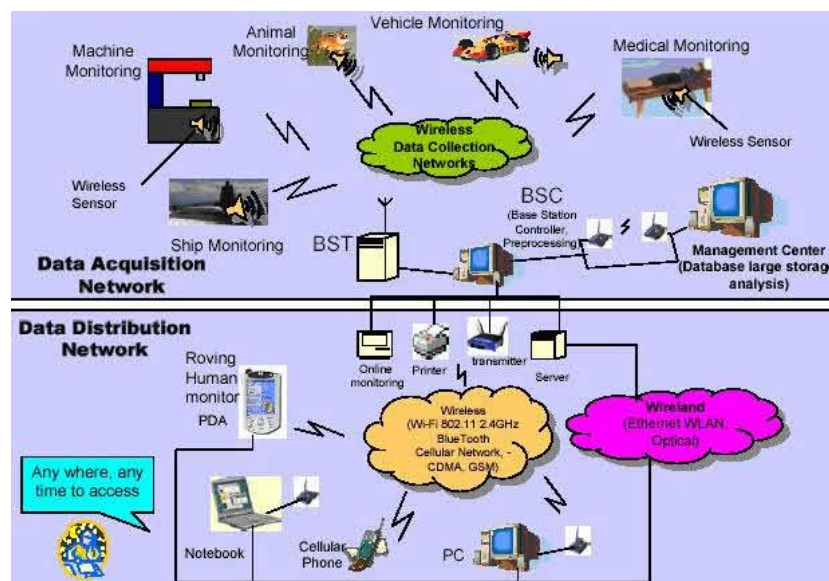 Machine
Monitoring
Animal
Monitoring
Vehicle Monitoring
Medical Monitoring
Wireless
Data Collection
Networks
Wireless Sensor
Wireless
Sensor
Ship Monitoring
BST
BSC
(Base Station
Controller,
Preprocessing)
Management Center
(Database large storage
analysis)
Data Acquisition
Network
Data Distribution
Network
Online
monitoring
Printer
transmitter
Server
Roving
Human
monitor
PDA
Wireless
(Wi-Fi 802.11 2.4GHz
BlueTooth
Cellular Network, -
CDMA, GSM)
Wireland
(Ethernet WLAN,
Optical)
Any where, any
time to access
Notebook
Cellular
Phone
PC